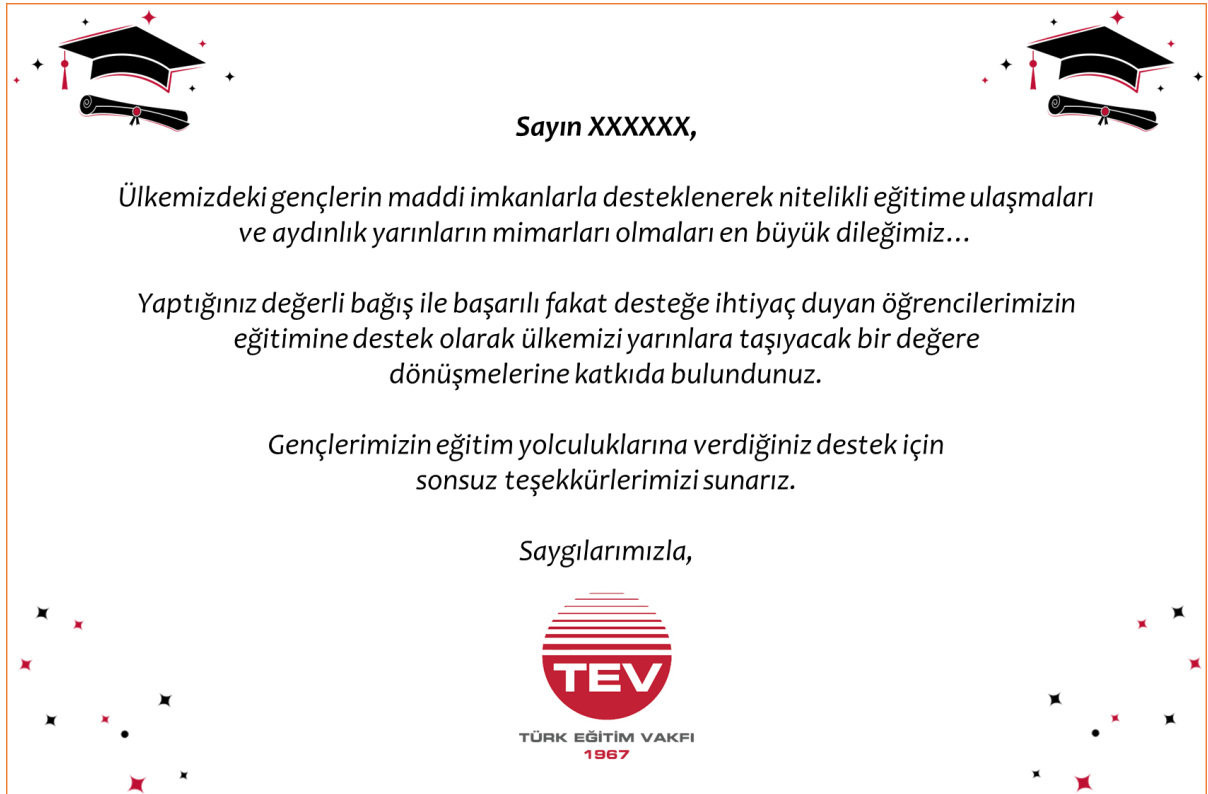 Sayın XXXXXX,
Ülkemizdeki gençlerin maddi imkanlarla desteklenerek nitelikli eğitime ulaşmaları
ve aydınlık yarınların mimarları olmaları en büyük dileğimiz…
Yaptığınız değerli bağış ile başarılı fakat desteğe ihtiyaç duyan öğrencilerimizin
eğitimine destek olarak ülkemizi yarınlara taşıyacak bir değere
dönüşmelerine katkıda bulundunuz.
Gençlerimizin eğitim yolculuklarına verdiğiniz destek için
sonsuz teşekkürlerimizi sunarız.
Saygılarımızla,
TEV
TÜRK EĞİTİM VAKFI
1967